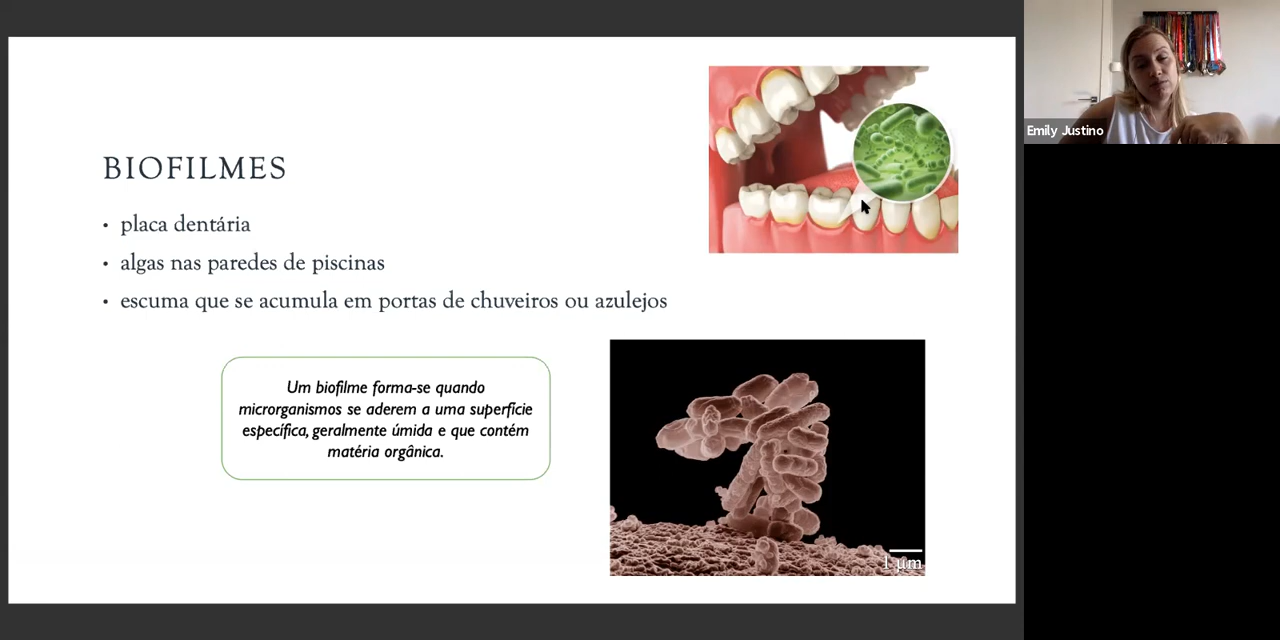 BIOFILMES
• placa dentária
• algas nas paredes de piscinas
• escuma que se acumula em portas de chuveiros ou azulejos
Um biofilme forma-se quando
microrganismos se aderem a uma superfície
específica, geralmente úmida e que contém
matéria orgânica.
1 µm
Emily Justino